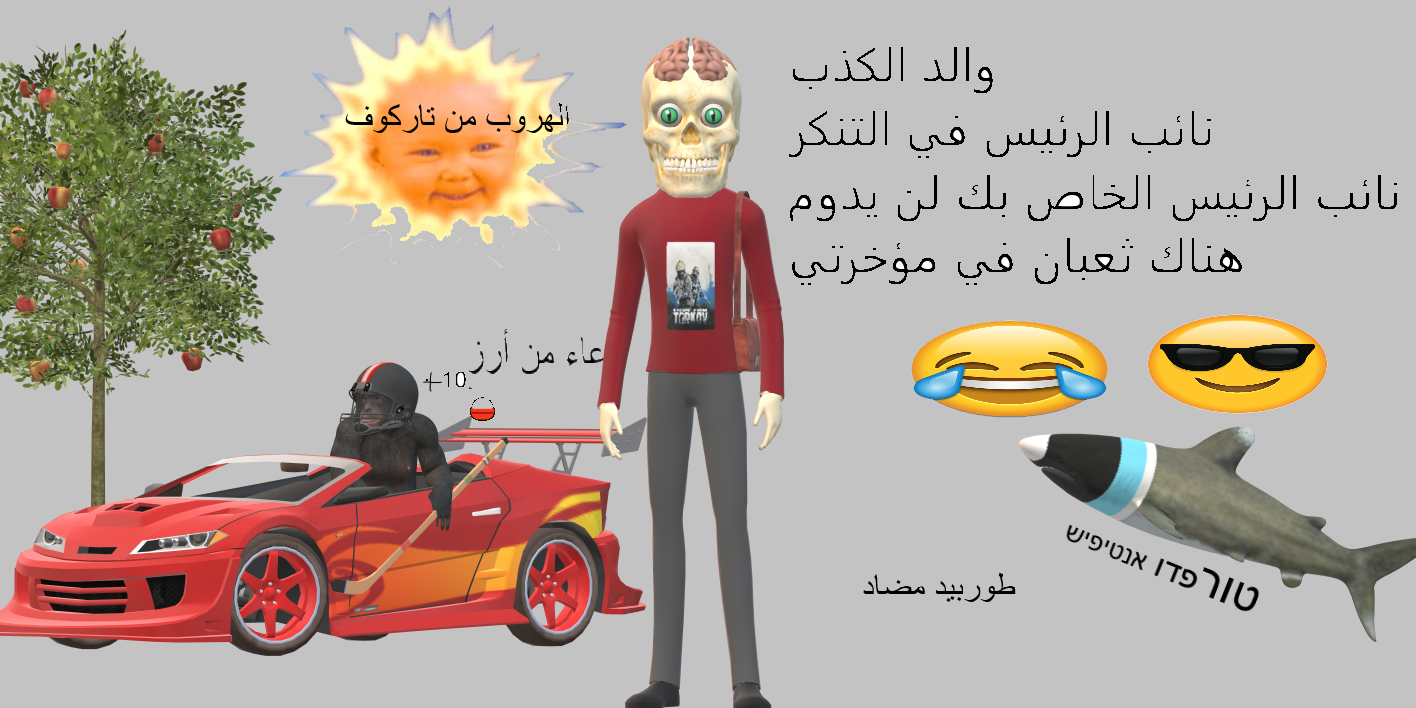 الهروب من تاركوف
والد الكذب
نائب الرئيس في التنكر
نائب الرئيس الخاص بك لن يدوم
هناك ثعبان في مؤخرتي
عاء من أرز
+10
TARKOV
טורפדו אנטיפיש
طوربيد مضاد